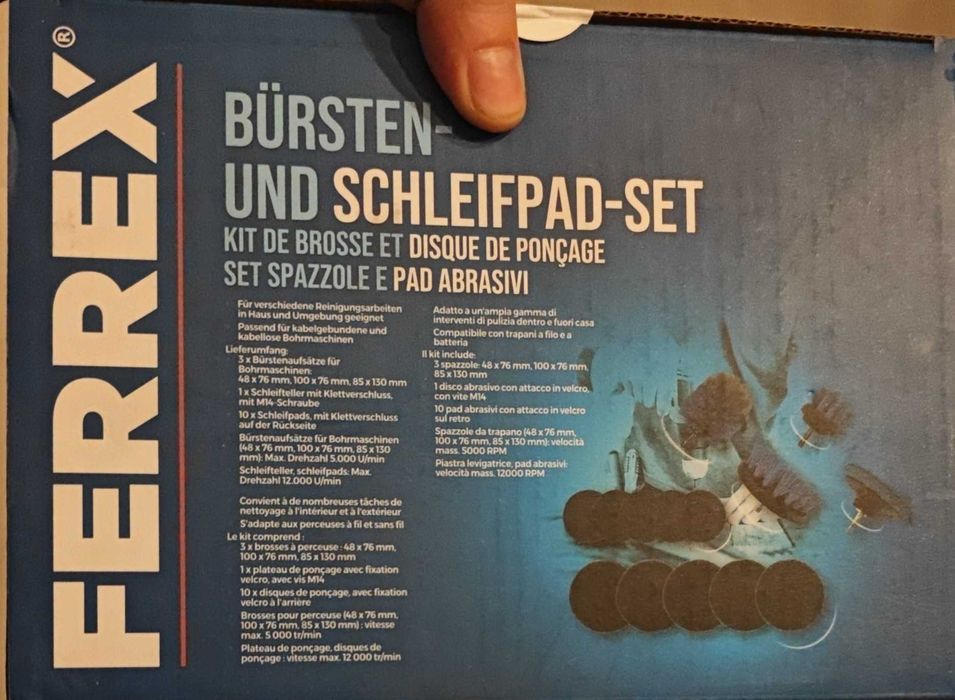 FERREX®
BÜRSTEN-
UND SCHLEIFPAD-SET
KIT DE BROSSE ET DISQUE DE PONÇAGE
SET SPAZZOLE E PAD ABRASIVI
Für verschiedene Reinigungsarbeiten
in Haus und Umgebung geeignet
Passend für kabelgebundene und
kabellose Bohrmaschinen
Lieferumfang:
3 x Bürstenaufsätze für
Bohrmaschinen:
48 x 76 mm, 100 x 76 mm, 85 x 130 mm
1 x Schleifteller mit Klettverschluss,
mit M14-Schraube
10 x Schleifpads, mit Klettverschluss
auf der Rückseite
Bürstenaufsätze für Bohrmaschinen
(48 x 76 mm, 100 x 76 mm, 85 x 130
mm): Max. Drehzahl 5.000 U/min
Schleifteller, schleifpads: Max.
Drehzahl 12.000 U/min
Convient à de nombreuses tâches de
nettoyage à l'intérieur et à l'extérieur
S'adapte aux perceuses à fil et sans fil
Le kit comprend :
3 x brosses à perceuse : 48 x 76 mm,
100 x 76 mm, 85 x 130 mm
1 x plateau de ponçage avec fixation
velcro, avec vis M14
10 x disques de ponçage, avec fixation
velcro à l'arrière
Brosses pour perceuse (48 x 76 mm,
100 x 76 mm, 85 x 130 mm) : vitesse
max. 5 000 tr/min
Plateau de ponçage, disques de
ponçage : vitesse max. 12 000 tr/min
Adatto a un'ampia gamma di
interventi di pulizia dentro e fuori casa
Compatibile con trapani a filo e a
batteria
Il kit include:
3 spazzole: 48 x 76 mm, 100 x 76 mm,
85 x 130 mm
1 disco abrasivo con attacco in velcro,
con vite M14
10 pad abrasivi con attacco in velcro
sul retro
Spazzole da trapano (48 x 76 mm,
100 x 76 mm, 85 x 130 mm): velocità
mass. 5000 RPM
Piastra levigatrice, pad abrasivi:
velocità mass. 12000 RPM